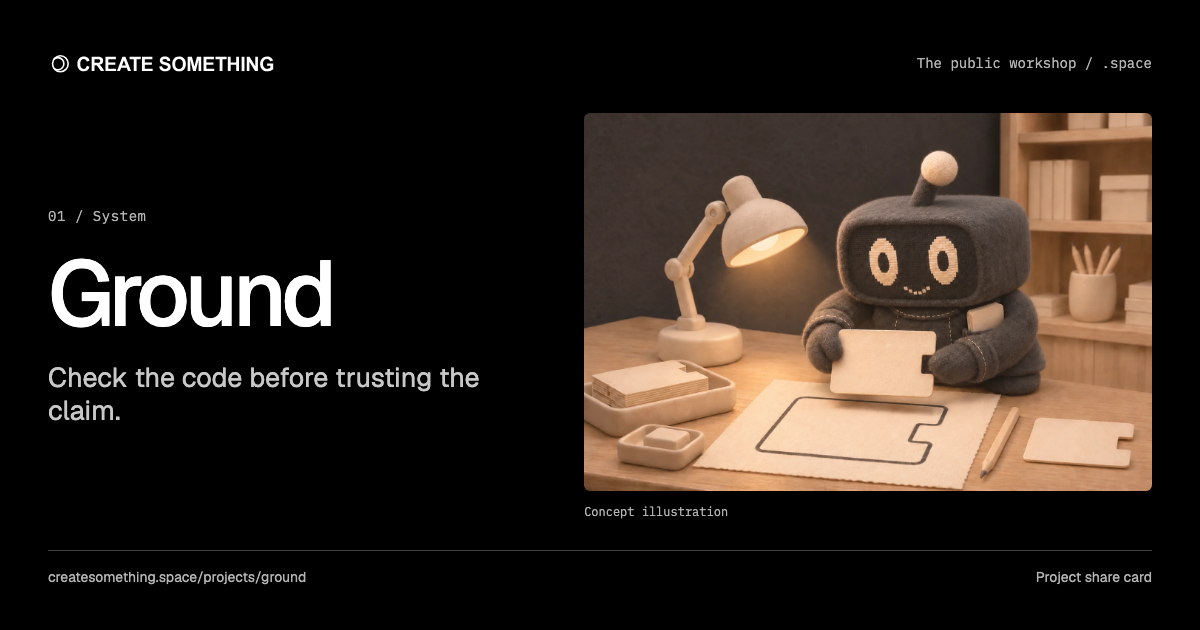 CREATE SOMETHING
The public workshop / .space
01 / System
Ground
Check the code before trusting the
claim.
Concept illustration
createsomething.space/projects/ground
Project share card